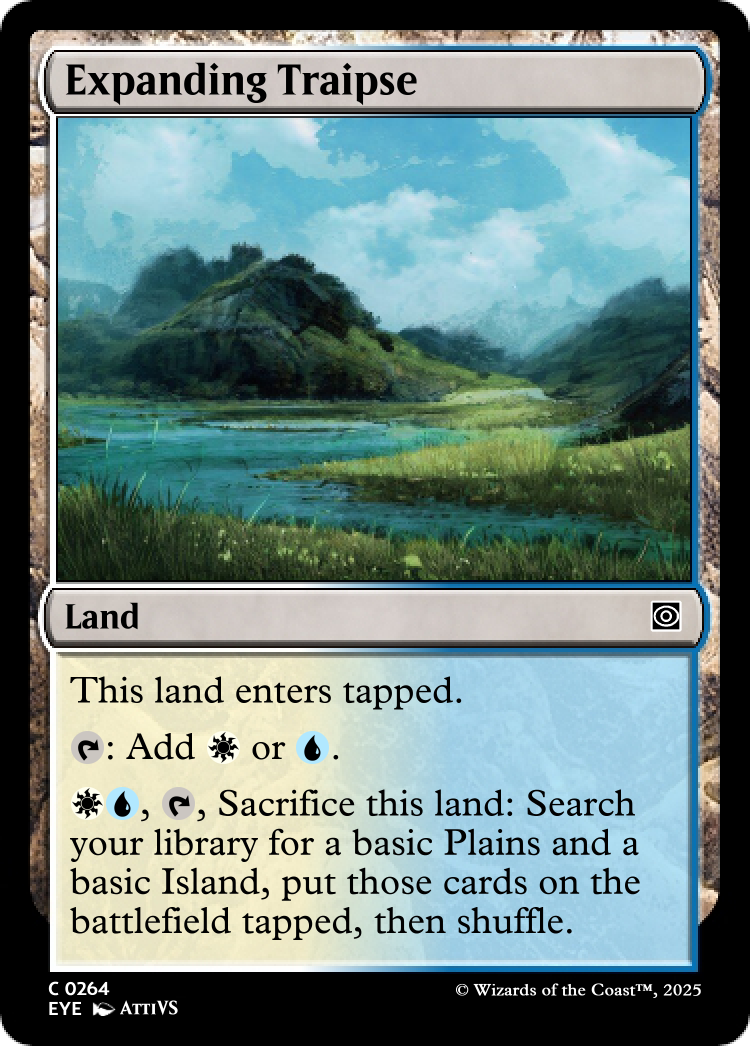 Expanding Traipse
Land
This land enters tapped.
: Add or .
, , Sacrifice this land: Search
your library for a basic Plains and a
basic Island, put those cards on the
battlefield tapped, then shuffle.
C 0264
EYE AttiVS
© Wizards of the Coast™, 2025